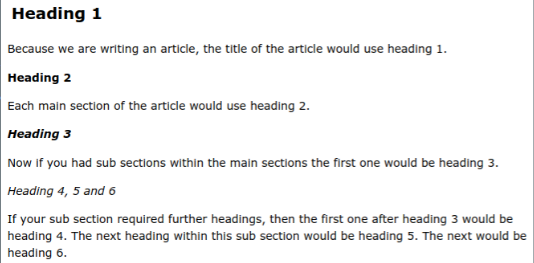 Heading 1
Because we are writing an article, the title of the article would use heading 1.
Heading 2
Each main section of the article would use heading 2.
Heading 3
Now if you had sub sections within the main sections the first one would be heading 3.
Heading 4, 5 and 6
If your sub section required further headings, then the first one after heading 3 would be
heading 4. The next heading within this sub section would be heading 5. The next would be
heading 6.